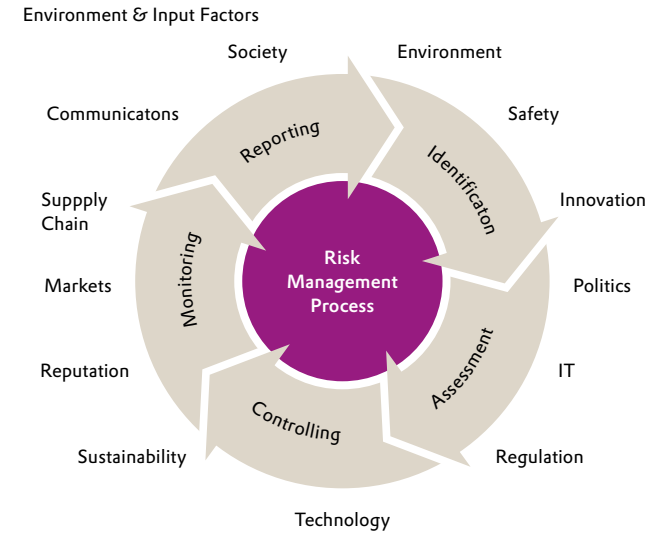 Environment & Input Factors
Society
Environment
Communicatons
Safety
Reporting
Identificaton
Suppply
Chain
Innovation
Monitoring
Risk
Management
Process
Markets
Politics
Reputation
IT
Assessment
Controlling
Sustainability
Regulation
Technology